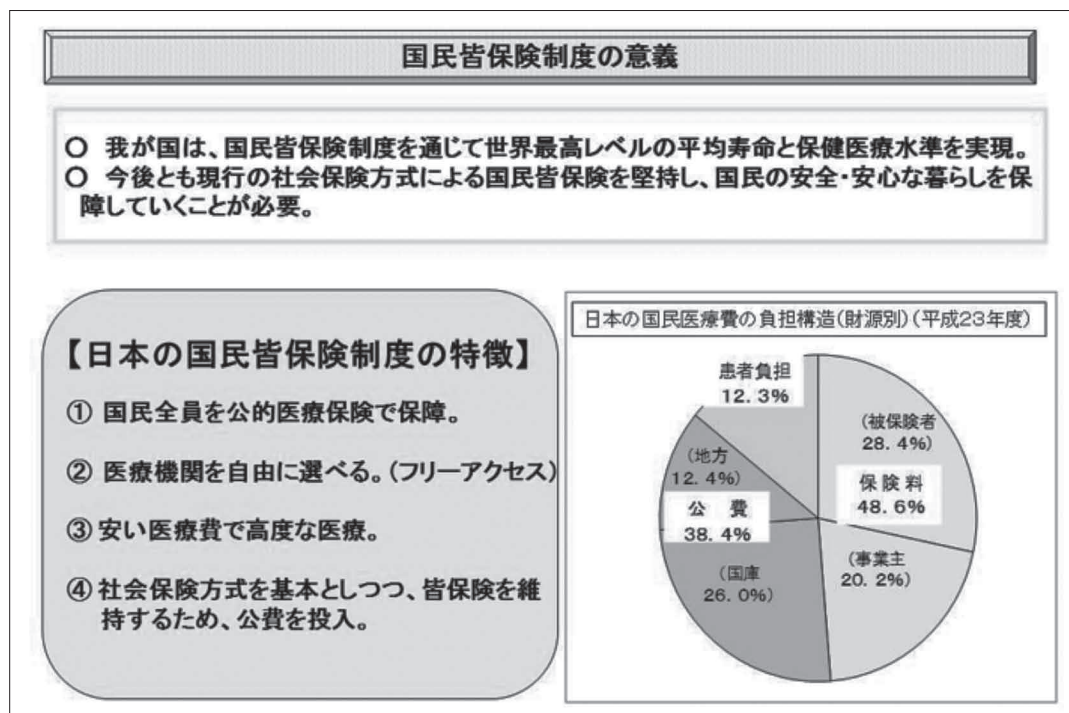 国民皆保険制度の意義
○ 我が国は、国民皆保険制度を通じて世界最高レベルの平均寿命と保健医療水準を実現。
○ 今後とも現行の社会保険方式による国民皆保険を堅持し、国民の安全・安心な暮らしを保
障していくことが必要。
【日本の国民皆保険制度の特徴】
① 国民全員を公的医療保険で保障。
② 医療機関を自由に選べる。(フリーアクセス)
③ 安い医療費で高度な医療。
④ 社会保険方式を基本としつつ、皆保険を維
持するため、公費を投入。
日本の国民医療費の負担構造(財源別)(平成23年度)
患者負担
12.3%
(被保険者
28.4%)
(地方
12.4%)
保険料
48.6%
公 費
38.4%
(事業主
20.2%)
(国庫
26.0%)